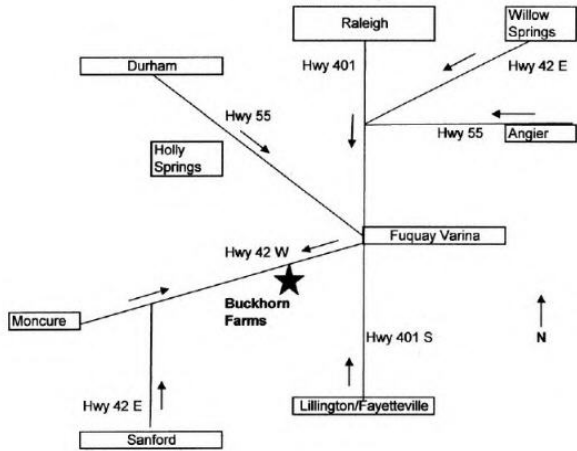 Raleigh
Willow
Springs
Hwy 401
Hwy 42 E
Durham
Hwy 55
Hwy 55
Angier
Holly
Springs
Fuquay Varina
Hwy 42 W
Buckhorn
Farms
Moncure
Hwy 401 S
N
Hwy 42 E
Lillington/Fayetteville
Sanford